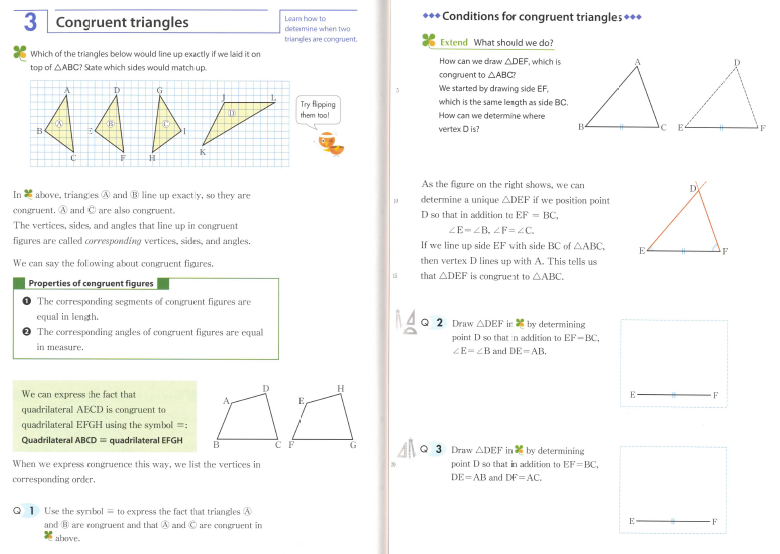 3
Congruent triangles
Learn how to
determine when two
triangles are congruent.
Which of the triangles below would line up exactly if we laid it on
top of △ABC? State which sides would match up.
A
B
C
Ⓐ
D
E
F
Ⓑ
G
H
I
Ⓒ
J
K
L
Ⓓ
Try flipping
them too!
In above, triangles Ⓐ and Ⓑ line up exactly, so they are
congruent. Ⓐ and Ⓒ are also congruent.
The vertices, sides, and angles that line up in congruent
figures are called corresponding vertices, sides, and angles.
We can say the following about congruent figures.
Properties of congruent figures
❶ The corresponding segments of congruent figures are
equal in length.
❷ The corresponding angles of congruent figures are equal
in measure.
We can express the fact that
quadrilateral ABCD is congruent to
quadrilateral EFGH using the symbol ≡:
Quadrilateral ABCD ≡ quadrilateral EFGH
A
D
B
C
E
H
F
G
When we express congruence this way, we list the vertices in
corresponding order.
Q 1 Use the symbol ≡ to express the fact that triangles Ⓐ
and Ⓑ are congruent and that Ⓐ and Ⓒ are congruent in
above.
Conditions for congruent triangles
Extend What should we do?
How can we draw △DEF, which is
congruent to △ABC?
5
We started by drawing side EF,
which is the same length as side BC.
How can we determine where
vertex D is?
A
B
C
D
E
F
As the figure on the right shows, we can
10
determine a unique △DEF if we position point
D so that in addition to EF = BC,
∠E=∠B, ∠F=∠C.
If we line up side EF with side BC of △ABC,
then vertex D lines up with A. This tells us
15
that △DEF is congruent to △ABC.
D
E
F
Q 2 Draw △DEF in by determining
point D so that in addition to EF=BC,
∠E=∠B and DE=AB.
E
F
Q 3 Draw △DEF in by determining
20
point D so that in addition to EF=BC,
DE=AB and DF=AC.
E
F